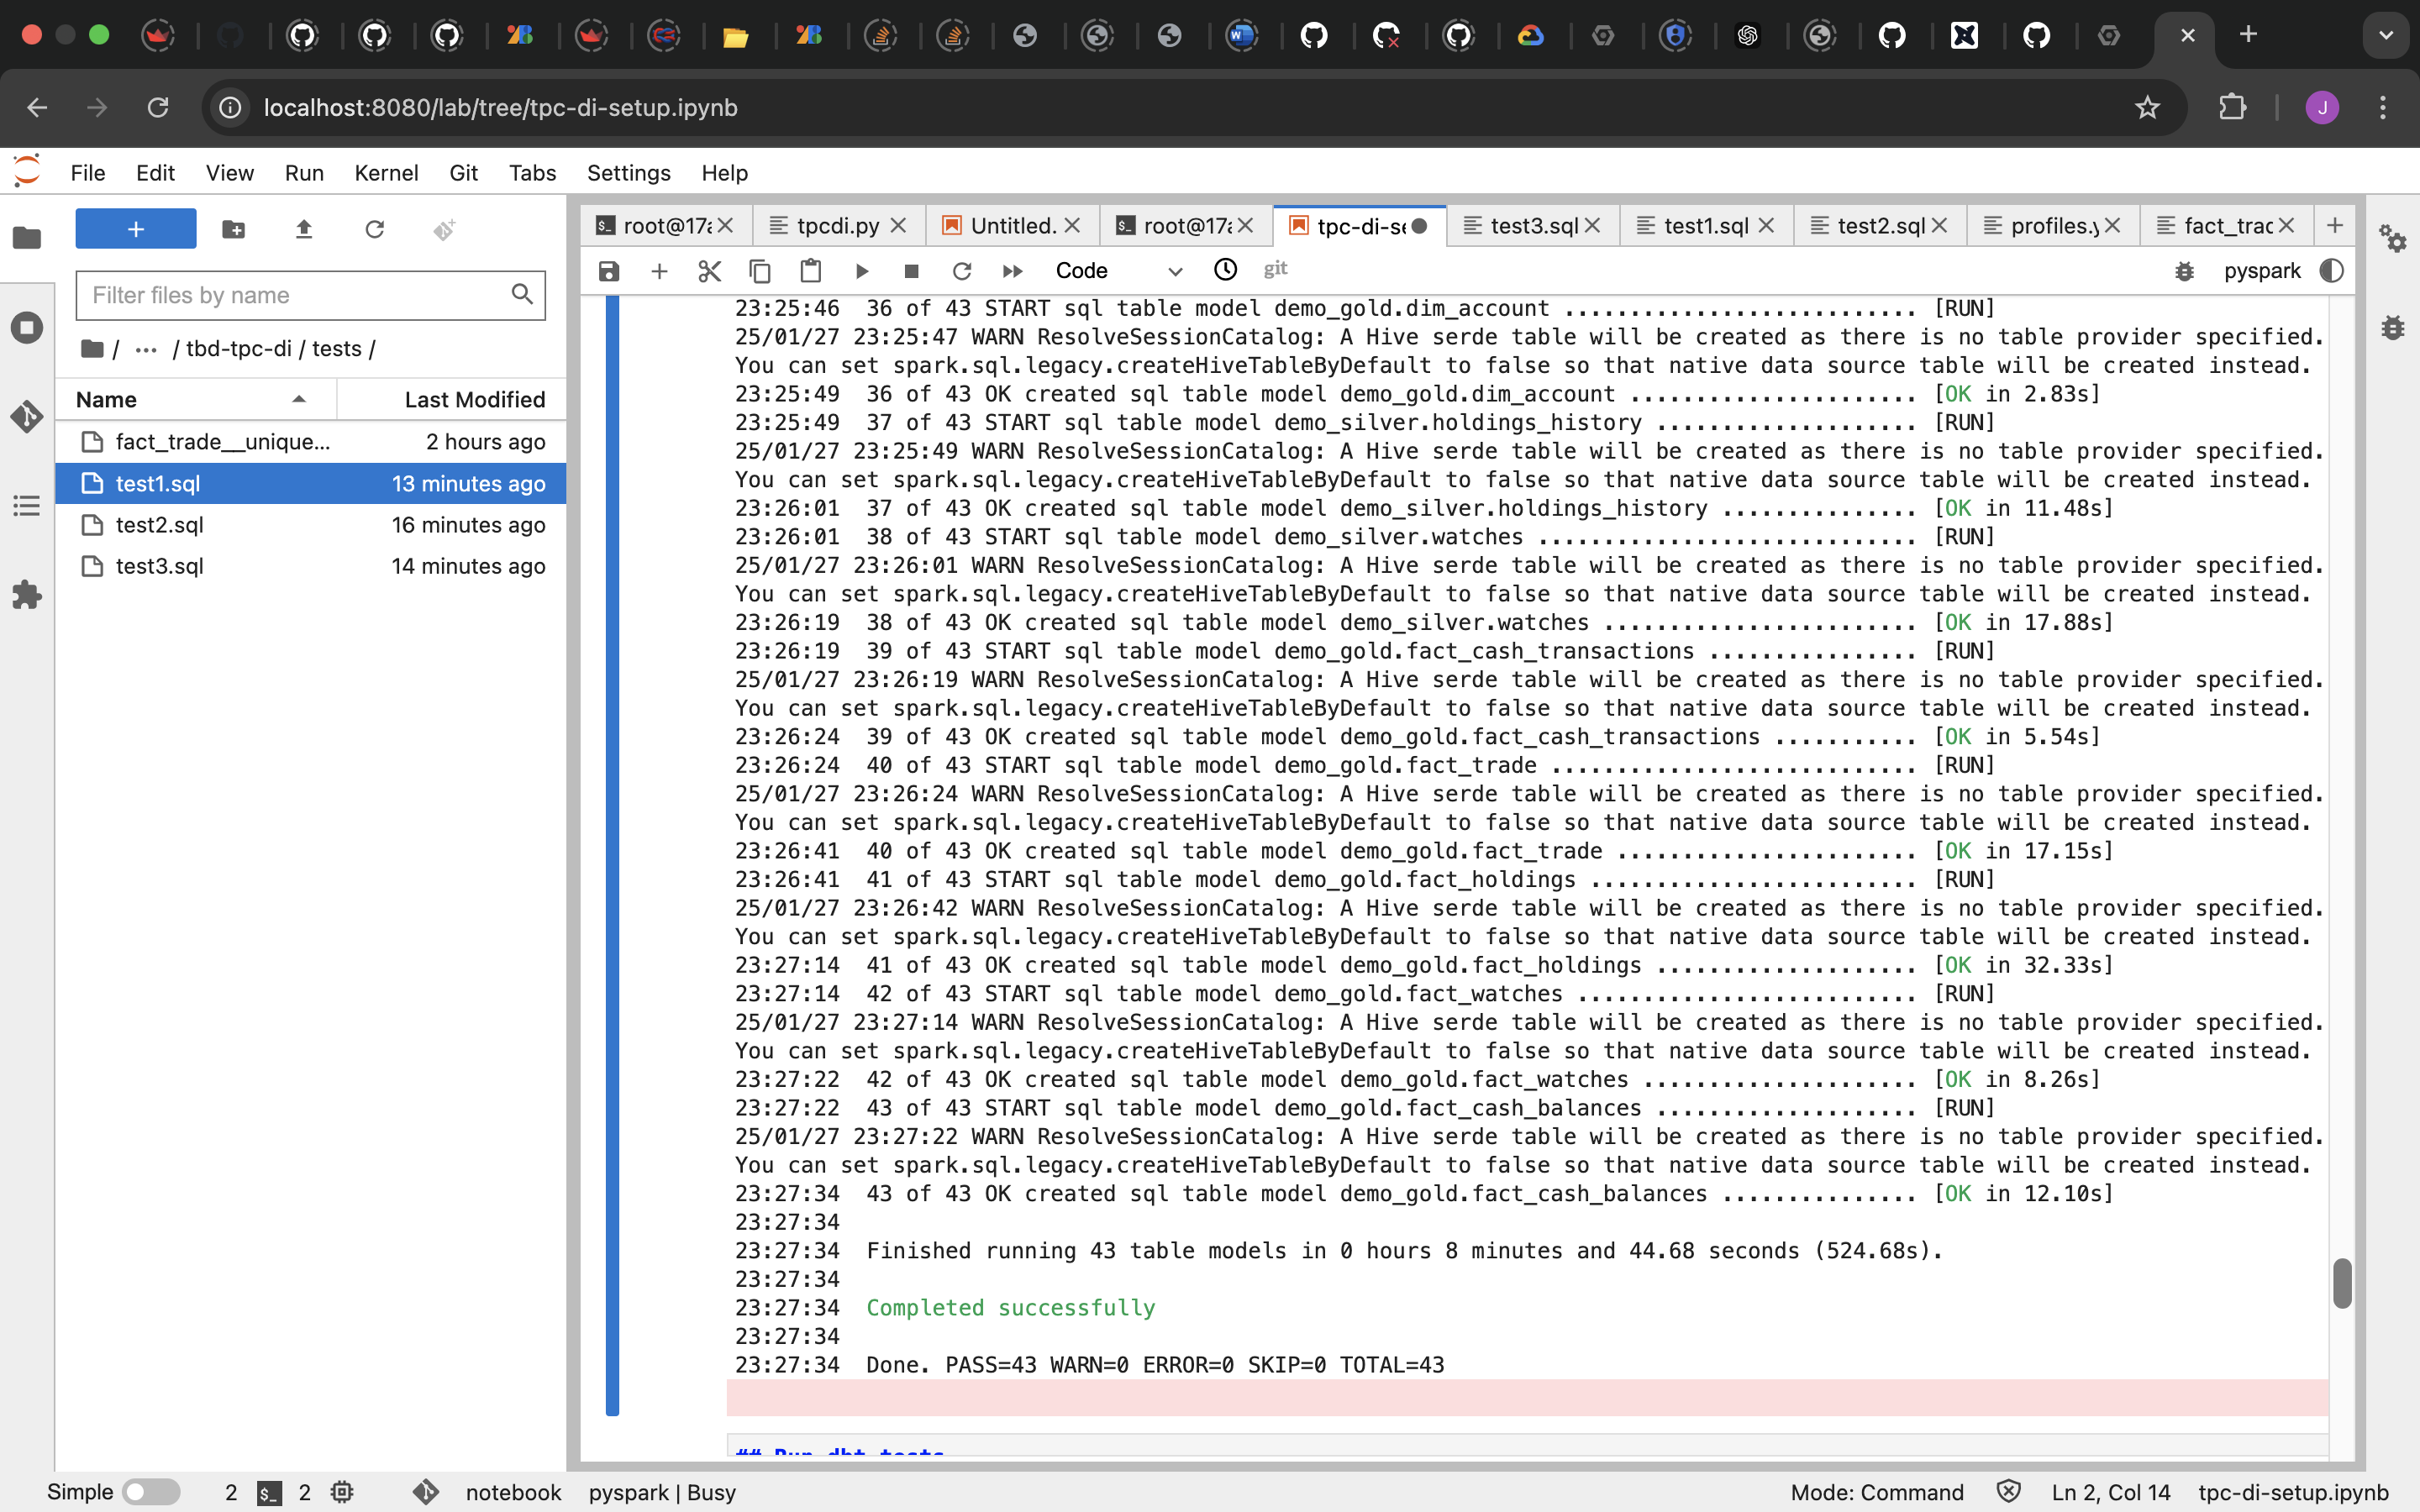 localhost:8080/lab/tree/tpc-di-setup.ipynb
J
File Edit View Run Kernel Git Tabs Settings Help
root@17 tpcdi.py Untitled. root@17 tpc-di-se test3.sql test1.sql test2.sql profiles.y fact_trad
Code git pyspark
Filter files by name
/ ··· / tbd-tpc-di / tests /
Name Last Modified
fact_trade__unique... 2 hours ago
test1.sql 13 minutes ago
test2.sql 16 minutes ago
test3.sql 14 minutes ago
23:25:46 36 of 43 START sql table model demo_gold.dim_account ........................... [RUN]
25/01/27 23:25:47 WARN ResolveSessionCatalog: A Hive serde table will be created as there is no table provider specified.
You can set spark.sql.legacy.createHiveTableByDefault to false so that native data source table will be created instead.
23:25:49 36 of 43 OK created sql table model demo_gold.dim_account ...................... [OK in 2.83s]
23:25:49 37 of 43 START sql table model demo_silver.holdings_history .................... [RUN]
25/01/27 23:25:49 WARN ResolveSessionCatalog: A Hive serde table will be created as there is no table provider specified.
You can set spark.sql.legacy.createHiveTableByDefault to false so that native data source table will be created instead.
23:26:01 37 of 43 OK created sql table model demo_silver.holdings_history ............... [OK in 11.48s]
23:26:01 38 of 43 START sql table model demo_silver.watches ............................. [RUN]
25/01/27 23:26:01 WARN ResolveSessionCatalog: A Hive serde table will be created as there is no table provider specified.
You can set spark.sql.legacy.createHiveTableByDefault to false so that native data source table will be created instead.
23:26:19 38 of 43 OK created sql table model demo_silver.watches ........................ [OK in 17.88s]
23:26:19 39 of 43 START sql table model demo_gold.fact_cash_transactions ................ [RUN]
25/01/27 23:26:19 WARN ResolveSessionCatalog: A Hive serde table will be created as there is no table provider specified.
You can set spark.sql.legacy.createHiveTableByDefault to false so that native data source table will be created instead.
23:26:24 39 of 43 OK created sql table model demo_gold.fact_cash_transactions ........... [OK in 5.54s]
23:26:24 40 of 43 START sql table model demo_gold.fact_trade ............................ [RUN]
25/01/27 23:26:24 WARN ResolveSessionCatalog: A Hive serde table will be created as there is no table provider specified.
You can set spark.sql.legacy.createHiveTableByDefault to false so that native data source table will be created instead.
23:26:41 40 of 43 OK created sql table model demo_gold.fact_trade ....................... [OK in 17.15s]
23:26:41 41 of 43 START sql table model demo_gold.fact_holdings ......................... [RUN]
25/01/27 23:26:42 WARN ResolveSessionCatalog: A Hive serde table will be created as there is no table provider specified.
You can set spark.sql.legacy.createHiveTableByDefault to false so that native data source table will be created instead.
23:27:14 41 of 43 OK created sql table model demo_gold.fact_holdings .................... [OK in 32.33s]
23:27:14 42 of 43 START sql table model demo_gold.fact_watches .......................... [RUN]
25/01/27 23:27:14 WARN ResolveSessionCatalog: A Hive serde table will be created as there is no table provider specified.
You can set spark.sql.legacy.createHiveTableByDefault to false so that native data source table will be created instead.
23:27:22 42 of 43 OK created sql table model demo_gold.fact_watches ..................... [OK in 8.26s]
23:27:22 43 of 43 START sql table model demo_gold.fact_cash_balances .................... [RUN]
25/01/27 23:27:22 WARN ResolveSessionCatalog: A Hive serde table will be created as there is no table provider specified.
You can set spark.sql.legacy.createHiveTableByDefault to false so that native data source table will be created instead.
23:27:34 43 of 43 OK created sql table model demo_gold.fact_cash_balances ............... [OK in 12.10s]
23:27:34
23:27:34 Finished running 43 table models in 0 hours 8 minutes and 44.68 seconds (524.68s).
23:27:34
23:27:34 Completed successfully
23:27:34
23:27:34 Done. PASS=43 WARN=0 ERROR=0 SKIP=0 TOTAL=43
## Run dbt tests
Simple 2 2 notebook pyspark | Busy Mode: Command Ln 2, Col 14 tpc-di-setup.ipynb